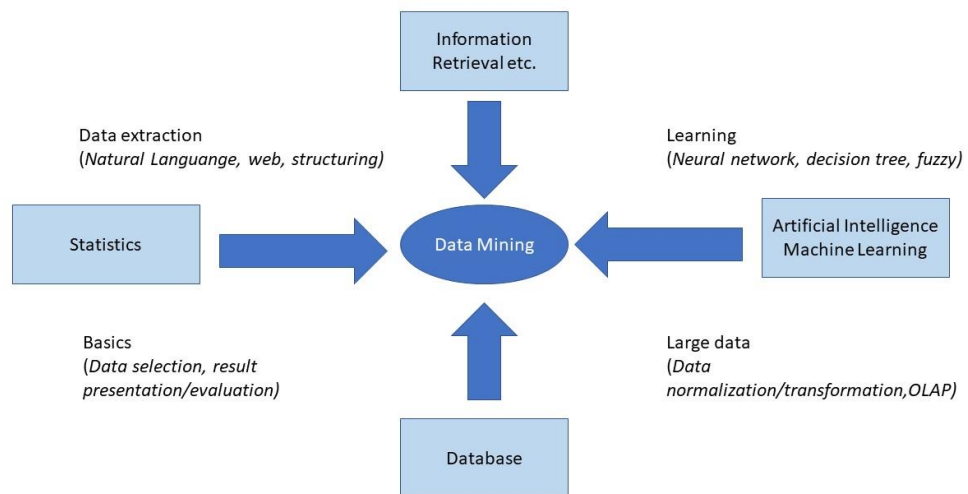 Information
Retrieval etc.
Data extraction
(Natural Languange, web, structuring)
Learning
(Neural network, decision tree, fuzzy)
Statistics
Data Mining
Artificial Intelligence
Machine Learning
Basics
(Data selection, result
presentation/evaluation)
Large data
(Data
normalization/transformation,OLAP)
Database